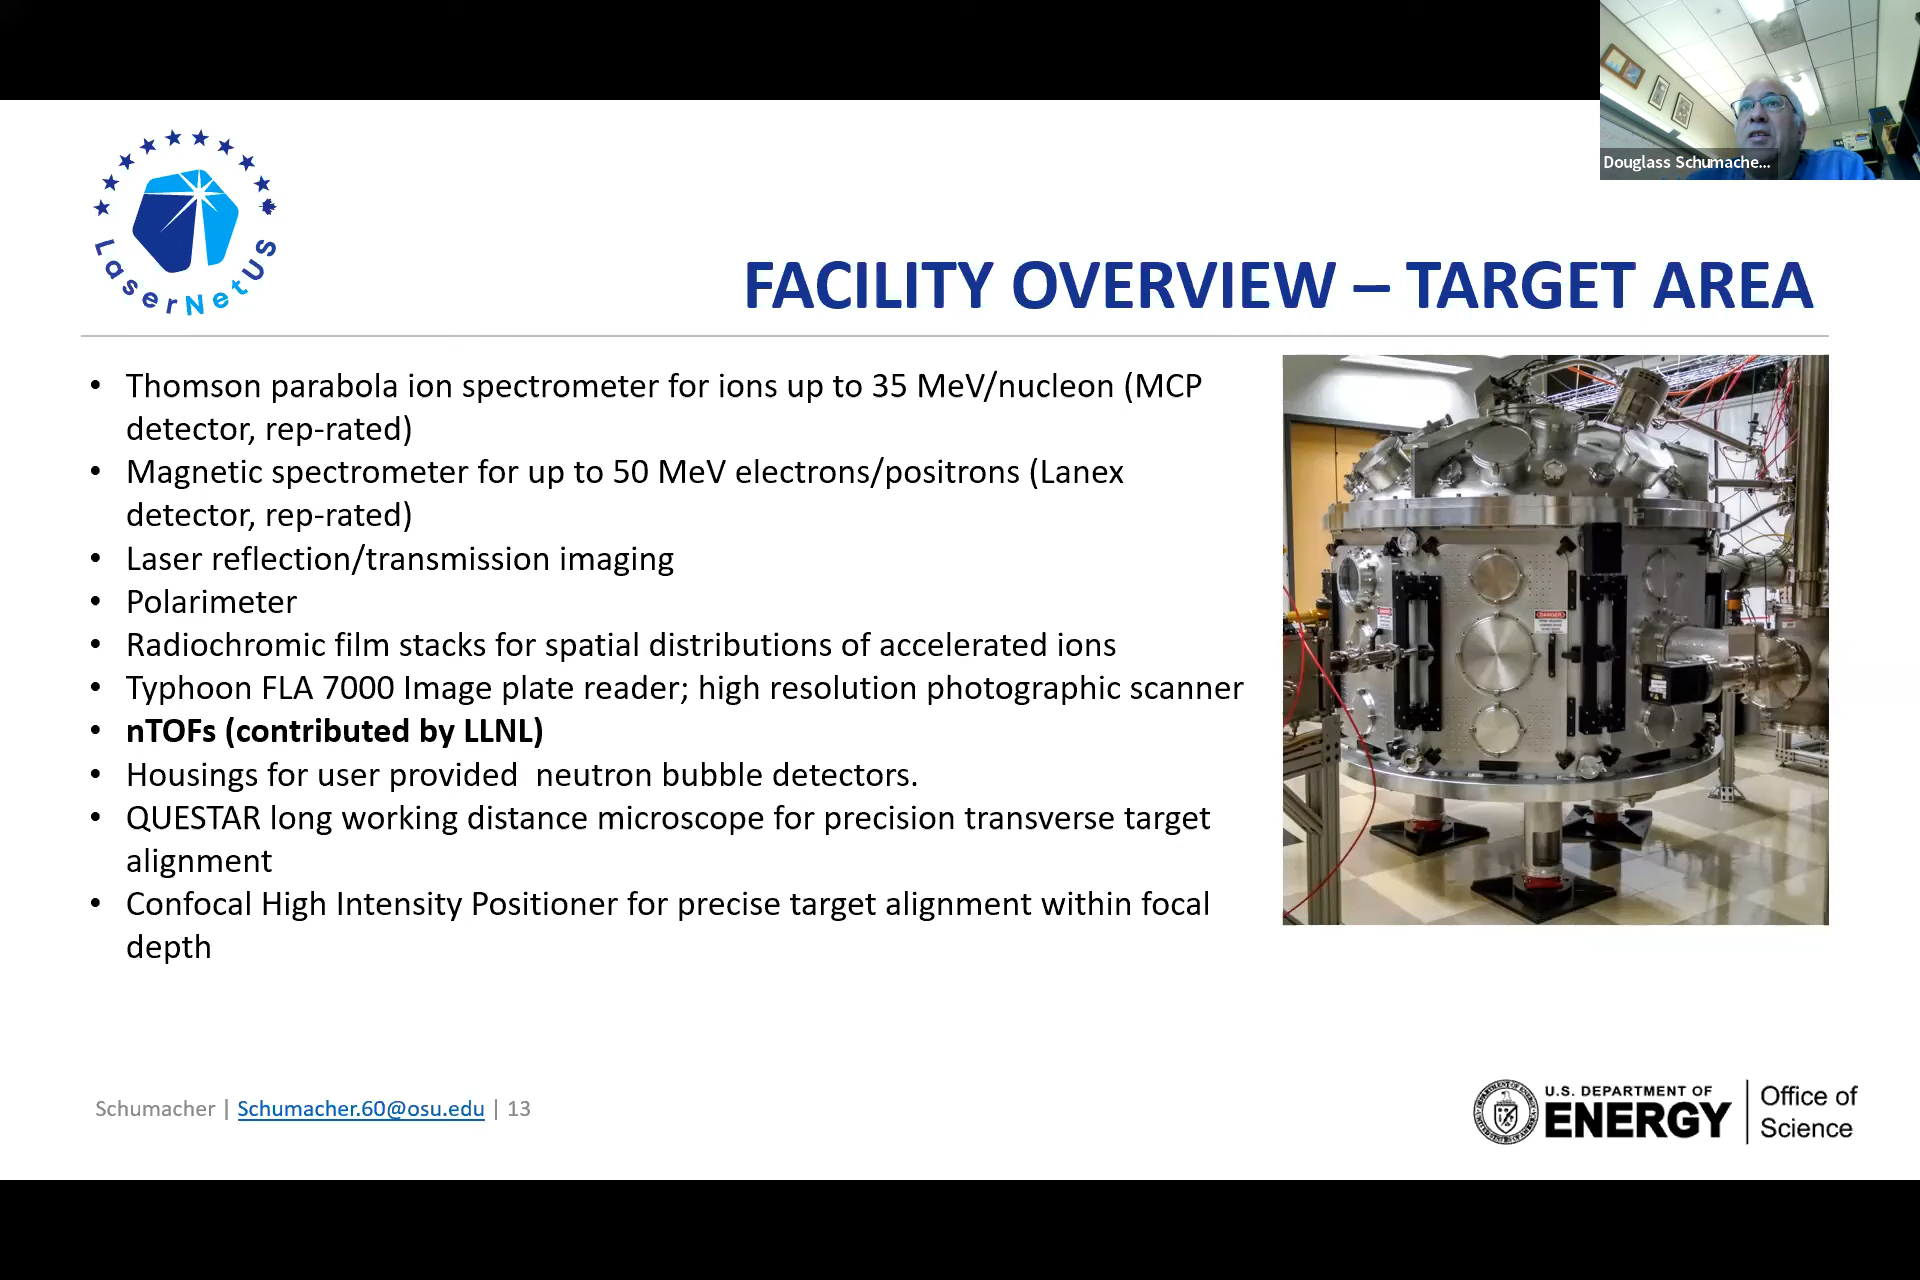 Douglass Schumache...
LaserNetUS
FACILITY OVERVIEW – TARGET AREA
• Thomson parabola ion spectrometer for ions up to 35 MeV/nucleon (MCP
detector, rep-rated)
• Magnetic spectrometer for up to 50 MeV electrons/positrons (Lanex
detector, rep-rated)
• Laser reflection/transmission imaging
• Polarimeter
• Radiochromic film stacks for spatial distributions of accelerated ions
• Typhoon FLA 7000 Image plate reader; high resolution photographic scanner
• nTOFs (contributed by LLNL)
• Housings for user provided  neutron bubble detectors.
• QUESTAR long working distance microscope for precision transverse target
alignment
• Confocal High Intensity Positioner for precise target alignment within focal
depth
DANGER
Schumacher | Schumacher.60@osu.edu | 13
U.S. DEPARTMENT OF
ENERGY
Office of
Science